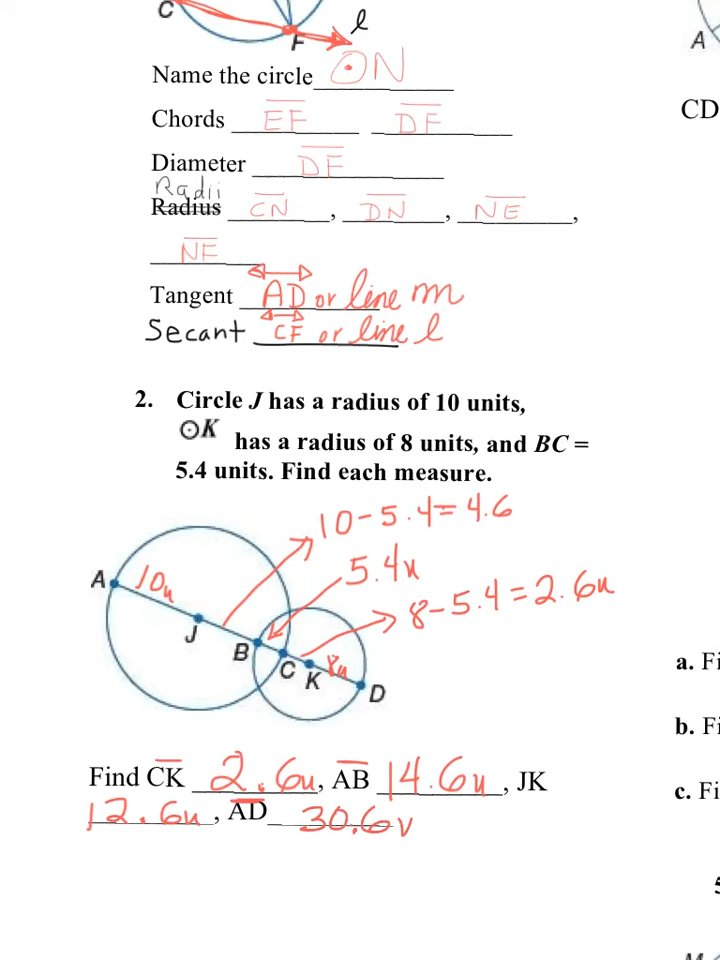 C
F
l
A
Name the circle ⊙N
CD
Chords EF DF
Diameter DF
Radii
Radius CN, DN, NE,
NF
Tangent AD or line m
Secant CF or line l
2. Circle J has a radius of 10 units,
⊙K has a radius of 8 units, and BC =
5.4 units. Find each measure.
10-5.4=4.6
A 10u
5.4u
8-5.4=2.6u
J
B
C
K
8u
D
a. Fi
b. Fi
c. Fi
Find CK 2.6u, AB 14.6u, JK
12.6u, AD 30.6u